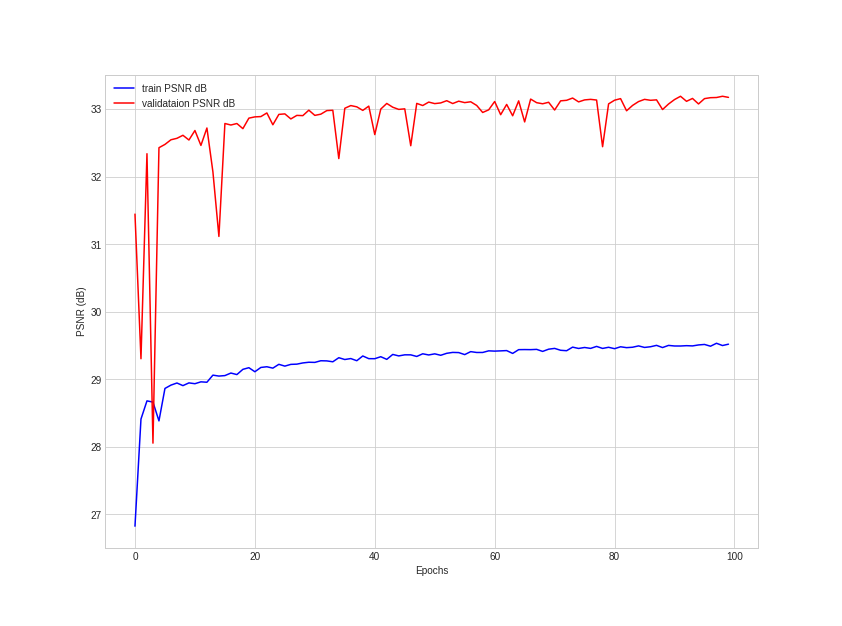 train PSNR dB
validataion PSNR dB
33
32
31
30
29
28
27
PSNR (dB)
0 20 40 60 80 100
Epochs